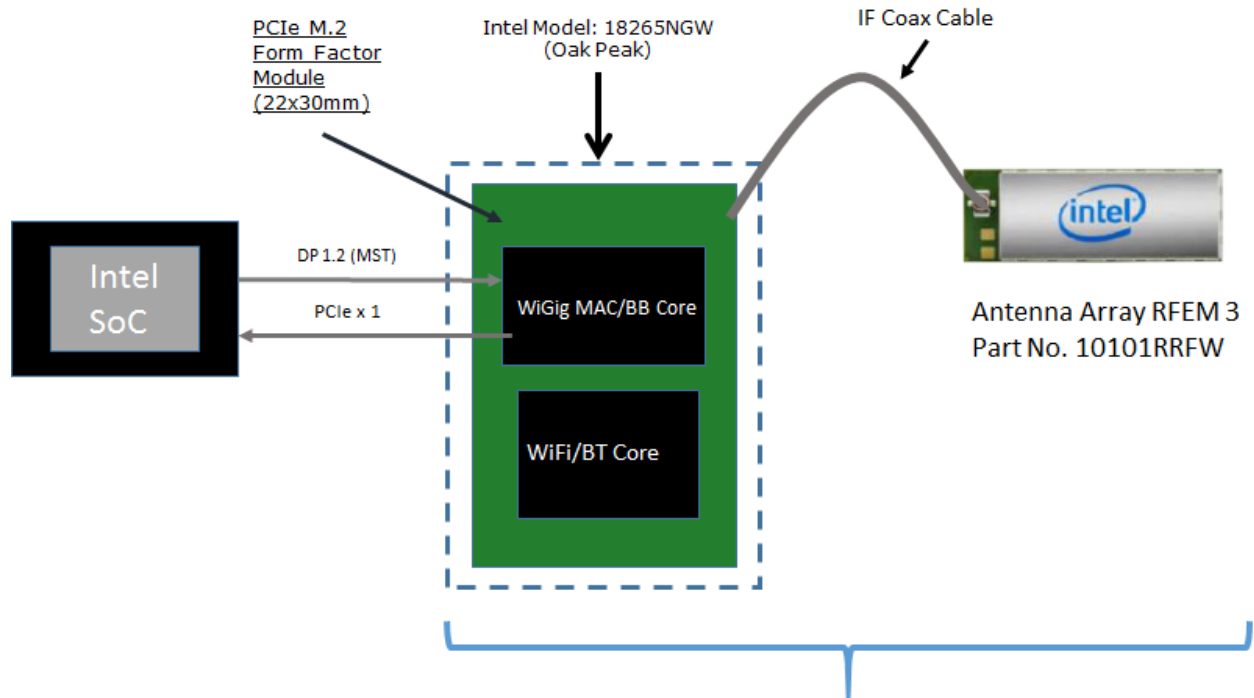 PCIe M.2
Form Factor
Module
(22x30mm)
Intel Model: 18265NGW
(Oak Peak)
IF Coax Cable
Intel
SoC
DP 1.2 (MST)
PCIe x 1
WiGig MAC/BB Core
WiFi/BT Core
intel
Antenna Array RFEM 3
Part No. 10101RRFW